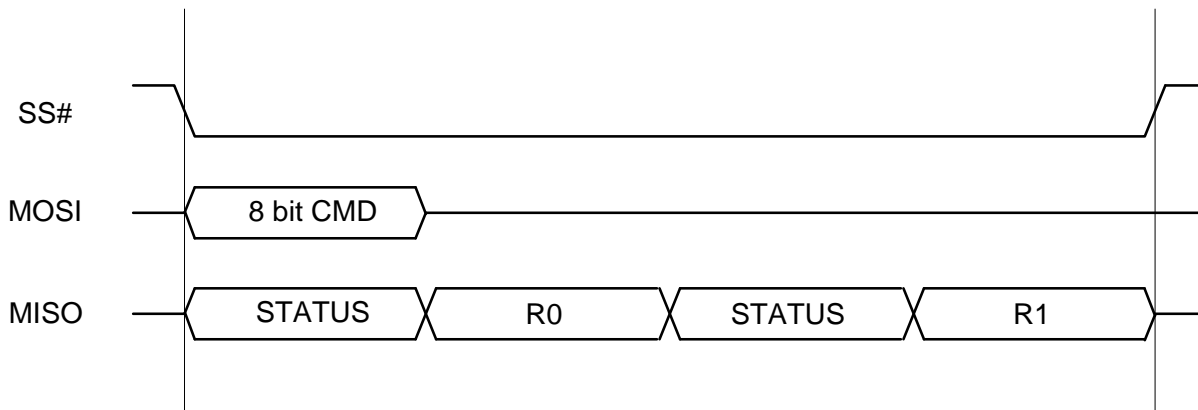 SS#
MOSI 8 bit CMD
MISO STATUS R0 STATUS R1